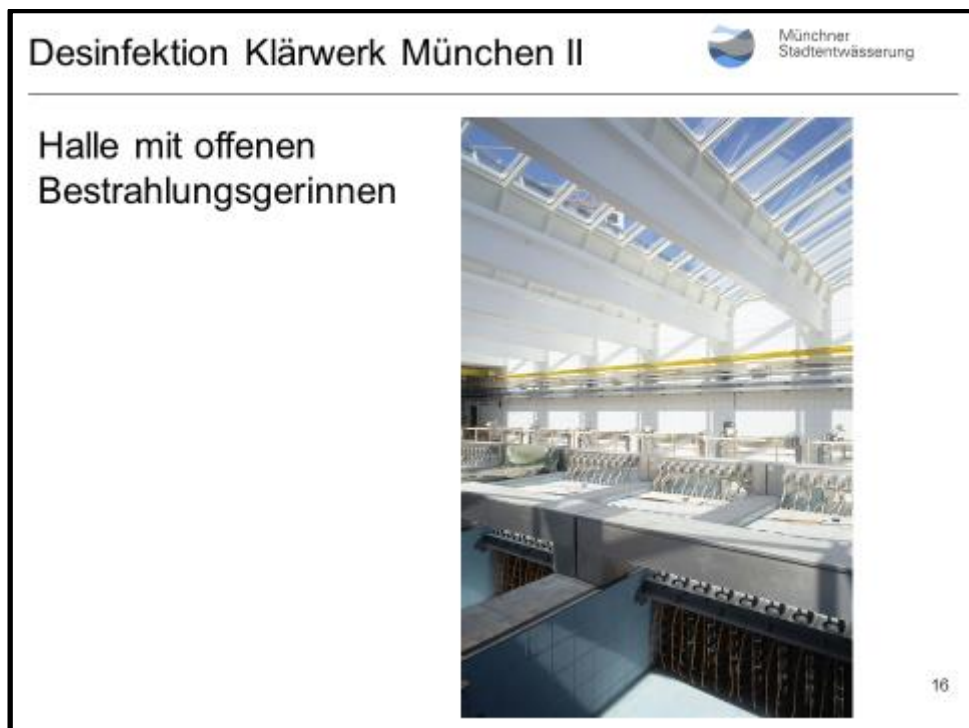 Desinfektion Klärwerk München II
Münchner
Stadtentwässerung
Halle mit offenen
Bestrahlungsgerinnen
16